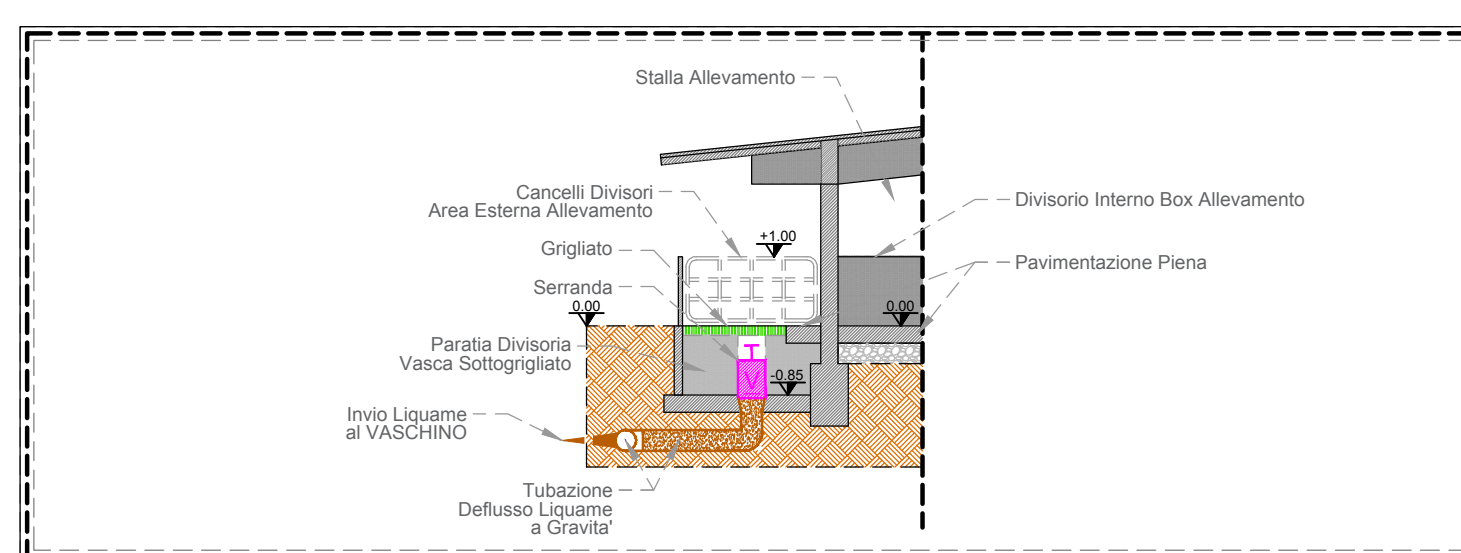 Stalla Allevamento
Cancelli Divisori
Area Esterna Allevamento
Divisorio Interno Box Allevamento
+1.00
Grigliato
Pavimentazione Piena
Serranda
0.00
0.00
Paratia Divisoria
Vasca Sottogrigliato
T
V
-0.85
Invio Liquame
al VASCHINO
Tubazione
Deflusso Liquame
a Gravita'